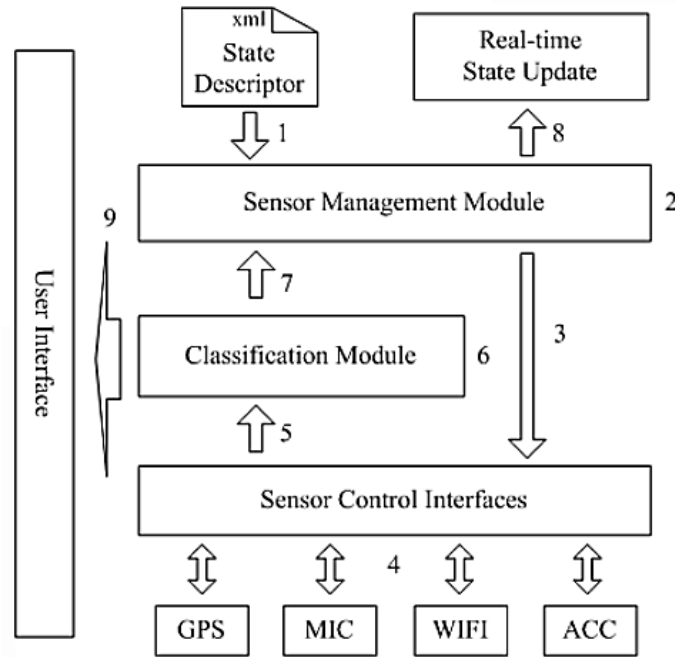 xml
State
Descriptor
Real-time
State Update
1
8
Sensor Management Module
2
9
7
3
User Interface
Classification Module
6
5
Sensor Control Interfaces
4
GPS
MIC
WIFI
ACC